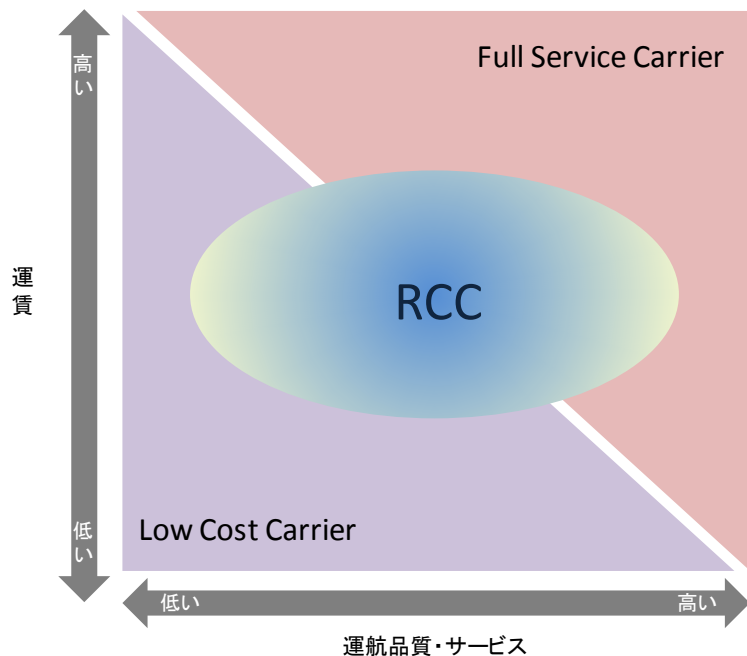 高い
Full Service Carrier
運賃
RCC
低い
Low Cost Carrier
低い
高い
運航品質・サービス